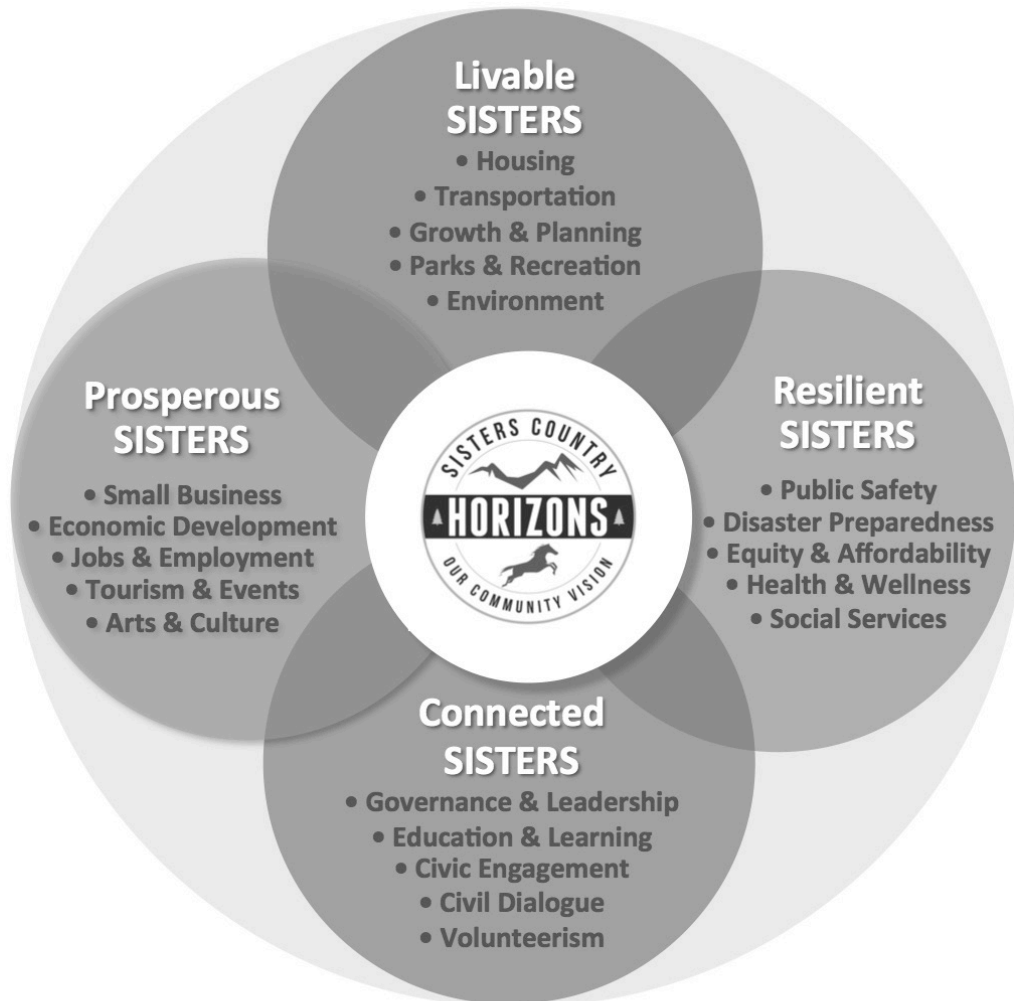 Livable
SISTERS
• Housing
• Transportation
• Growth & Planning
• Parks & Recreation
• Environment
Prosperous
SISTERS
• Small Business
• Economic Development
• Jobs & Employment
• Tourism & Events
• Arts & Culture
SISTERS COUNTRY
HORIZONS
OUR COMMUNITY VISION
Resilient
SISTERS
• Public Safety
• Disaster Preparedness
• Equity & Affordability
• Health & Wellness
• Social Services
Connected
SISTERS
• Governance & Leadership
• Education & Learning
• Civic Engagement
• Civil Dialogue
• Volunteerism